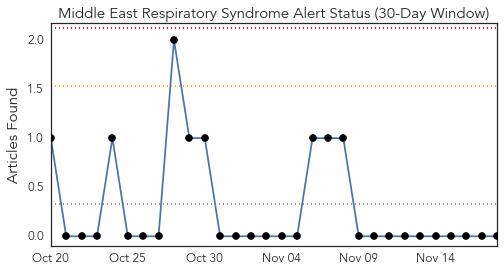 Middle East Respiratory Syndrome Alert Status (30-Day Window)
Articles Found
2.0
1.5
1.0
0.5
0.0
Oct 20 Oct 25 Oct 30 Nov 04 Nov 09 Nov 14